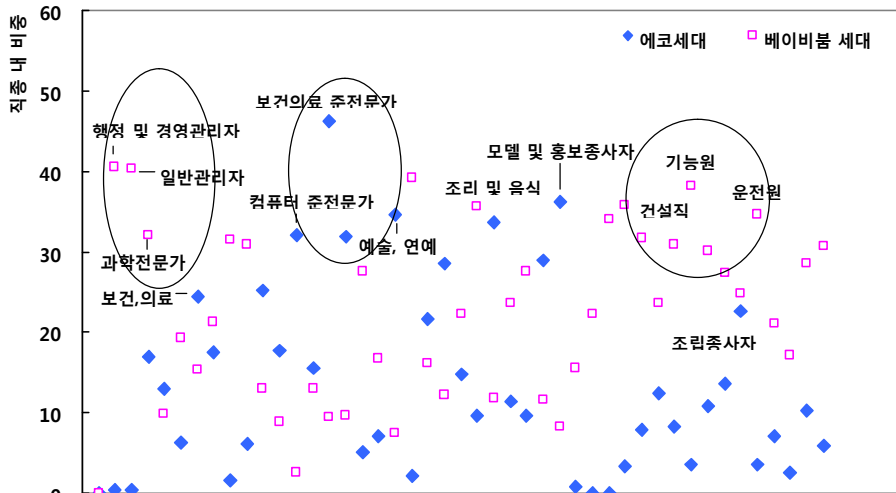 60
50
40
30
20
10
0
직종 내 비중
에코세대
베이비붐 세대
행정 및 경영관리자
일반관리자
과학전문가
보건,의료
보건의료 준전문가
컴퓨터 준전문가
예술, 연예
조리 및 음식
모델 및 홍보종사자
기능원
건설직
운전원
조립종사자